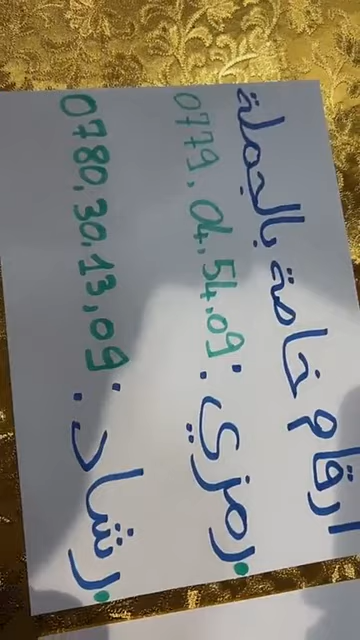 ارقام خاصة بالجملة
• رمزي : 0779.04.54.09
• رشاد : 0780.30.13.09